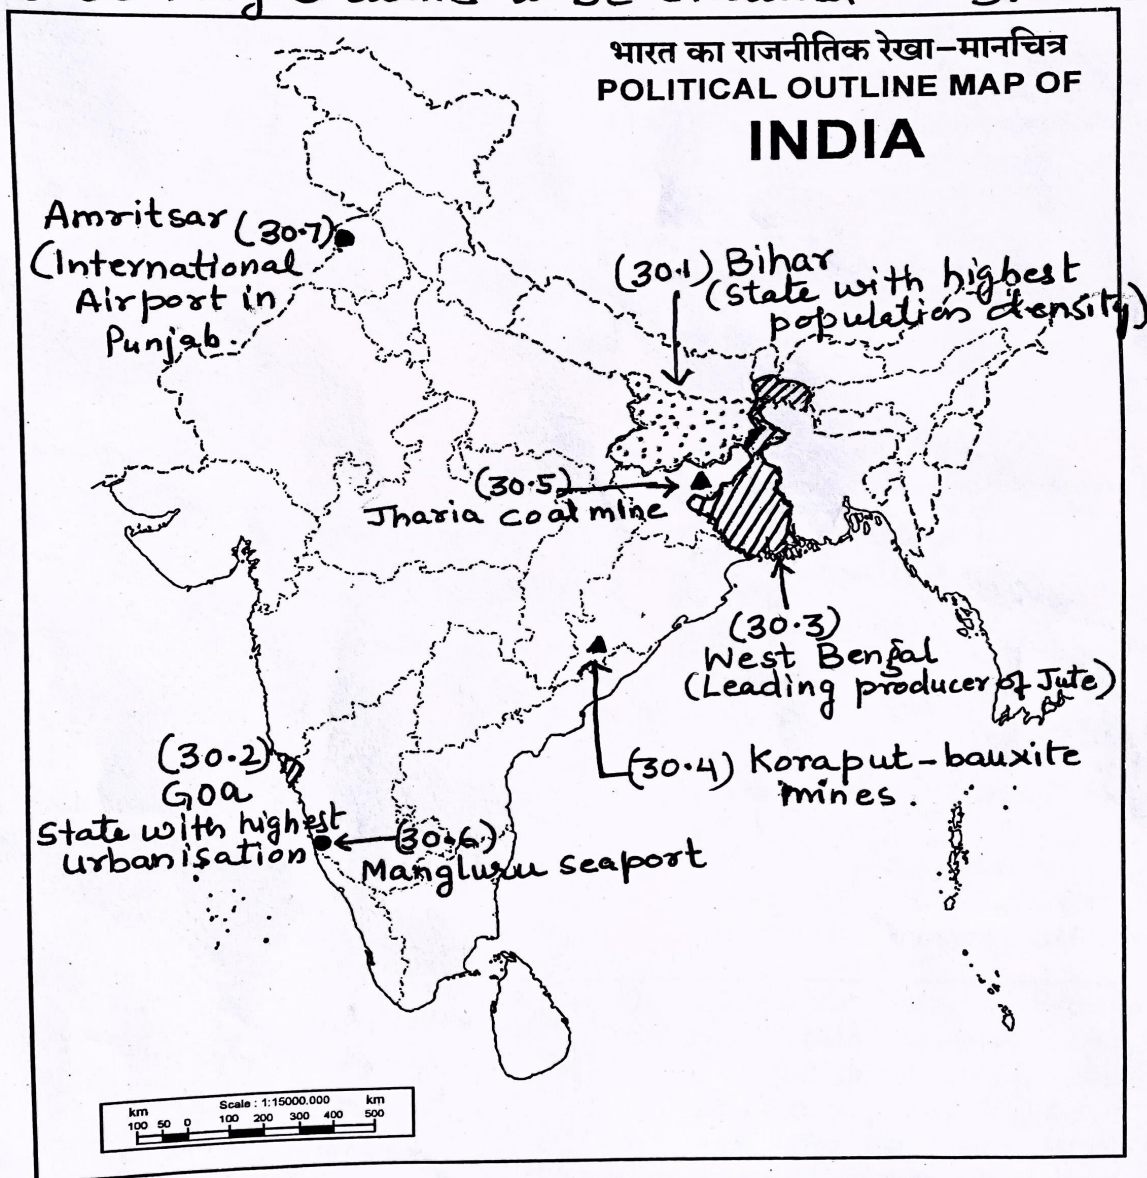 भारत का राजनीतिक रेखा-मानचित्र
POLITICAL OUTLINE MAP OF
INDIA
Amritsar (30.7)
(International
Airport in
Punjab.
(30.1) Bihar
(state with highest
population density)
(30.5)
Jharia coal mine
(30.3)
West Bengal
(Leading producer of Jute)
(30.4) Koraput - bauxite
mines.
(30.2)
Goa
State with highest
urbanisation
(30.6)
Mangluru seaport
Scale : 1:15000.000
km km
100 50 0 100 200 300 400 500